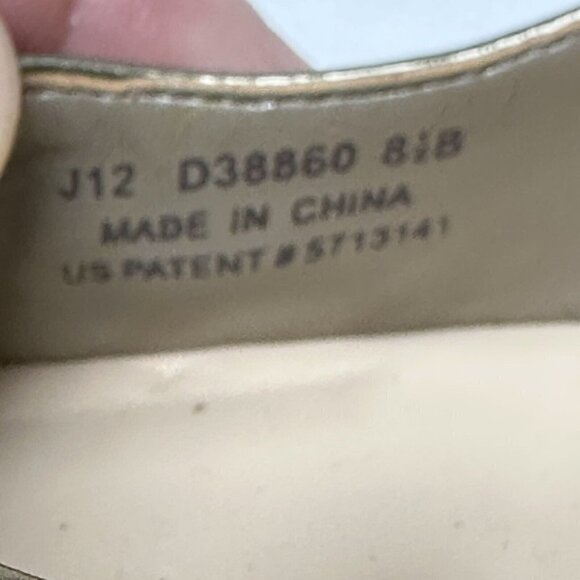 J12 D38860 8½B
MADE IN CHINA
US PATENT # 5713141